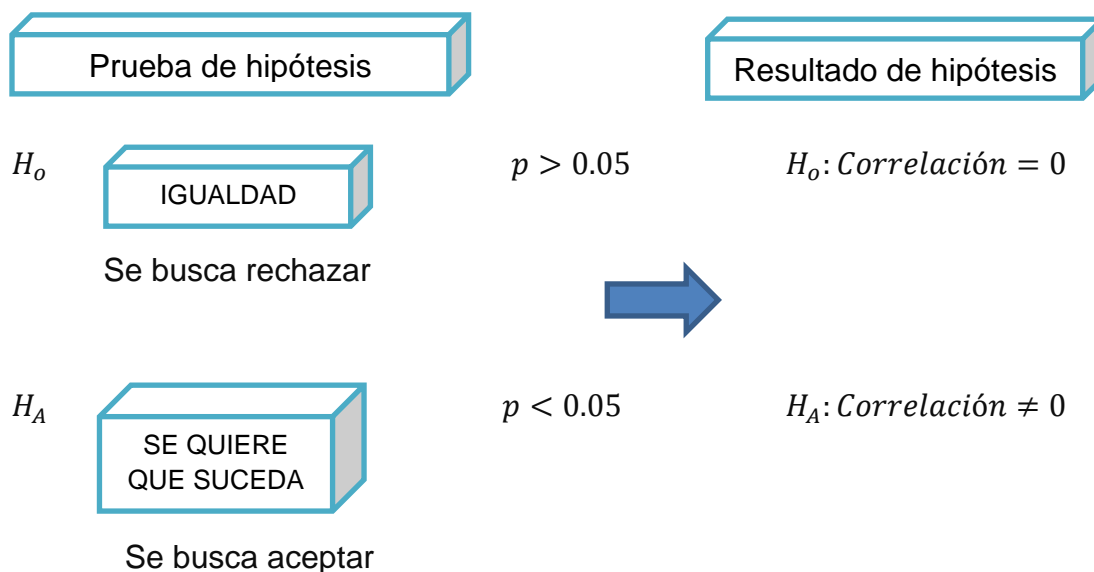 Prueba de hipótesis
Resultado de hipótesis
H_o
IGUALDAD
p > 0.05
H_o: Correlación = 0
Se busca rechazar
H_A
SE QUIERE
QUE SUCEDA
p < 0.05
H_A: Correlación ≠ 0
Se busca aceptar